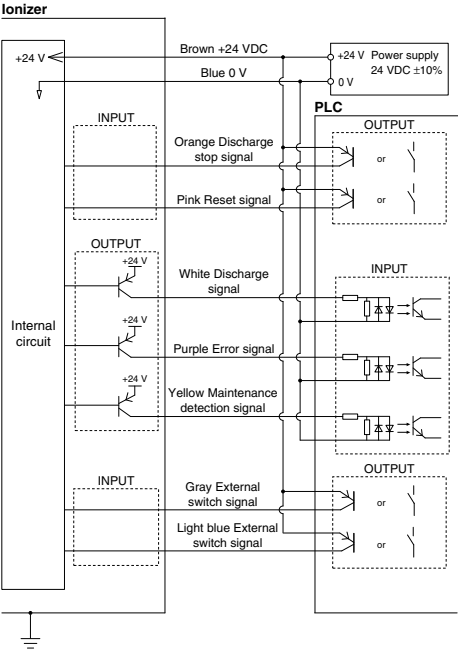 Ionizer
+24 V
Brown +24 VDC
Blue 0 V
+24 V
0 V
Power supply
24 VDC ±10%
PLC
INPUT
OUTPUT
Orange Discharge
stop signal
or
Pink Reset signal
or
OUTPUT
+24 V
White Discharge
signal
INPUT
Internal
circuit
+24 V
Purple Error signal
+24 V
Yellow Maintenance
detection signal
INPUT
OUTPUT
Gray External
switch signal
or
Light blue External
switch signal
or